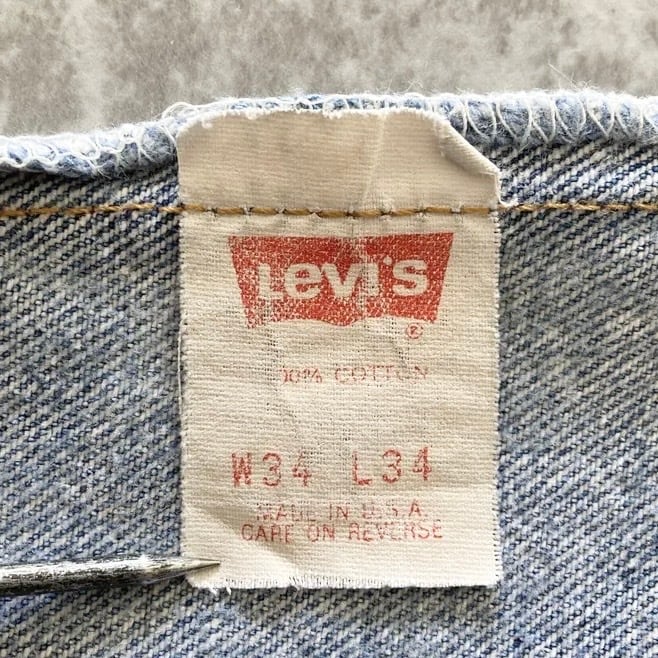 Levi's
®
100% COTTON
W34 L34
MADE IN U.S.A.
CARE ON REVERSE